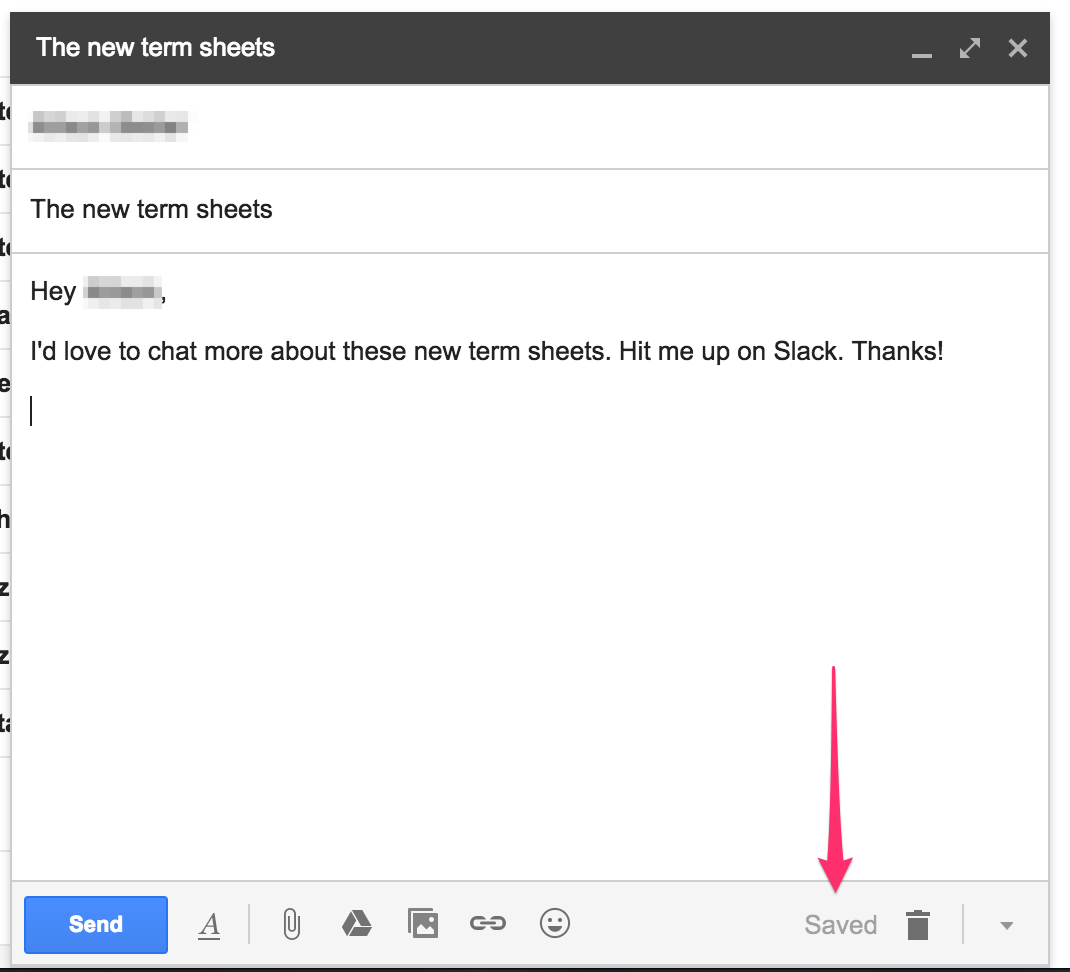 The new term sheets
The new term sheets
Hey ,
I'd love to chat more about these new term sheets. Hit me up on Slack. Thanks!
Send A Saved